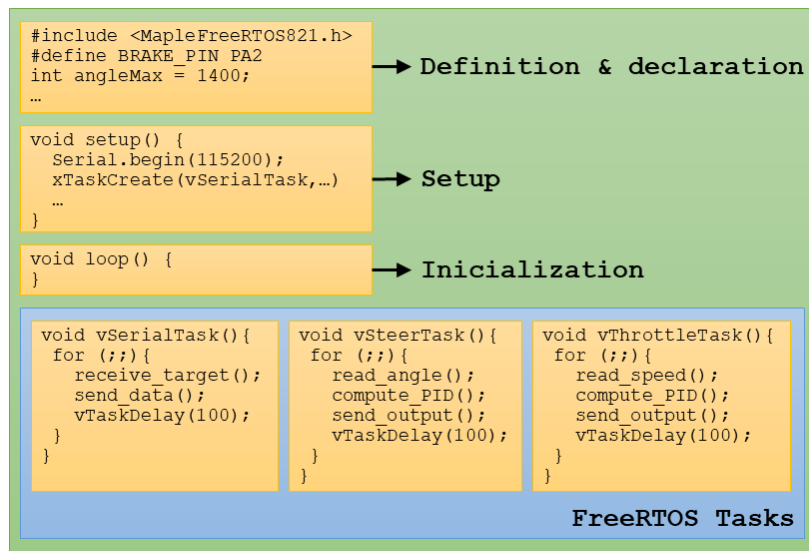 #include <MapleFreeRTOS821.h>
#define BRAKE_PIN PA2
int angleMax = 1400;
…
Definition & declaration
void setup() {
Serial.begin(115200);
xTaskCreate(vSerialTask,…)
…
}
Setup
void loop() {
}
Inicialization
void vSerialTask(){
for (;;){
receive_target();
send_data();
vTaskDelay(100);
}
}
void vSteerTask(){
for (;;){
read_angle();
compute_PID();
send_output();
vTaskDelay(100);
}
}
void vThrottleTask(){
for (;;){
read_speed();
compute_PID();
send_output();
vTaskDelay(100);
}
}
FreeRTOS Tasks